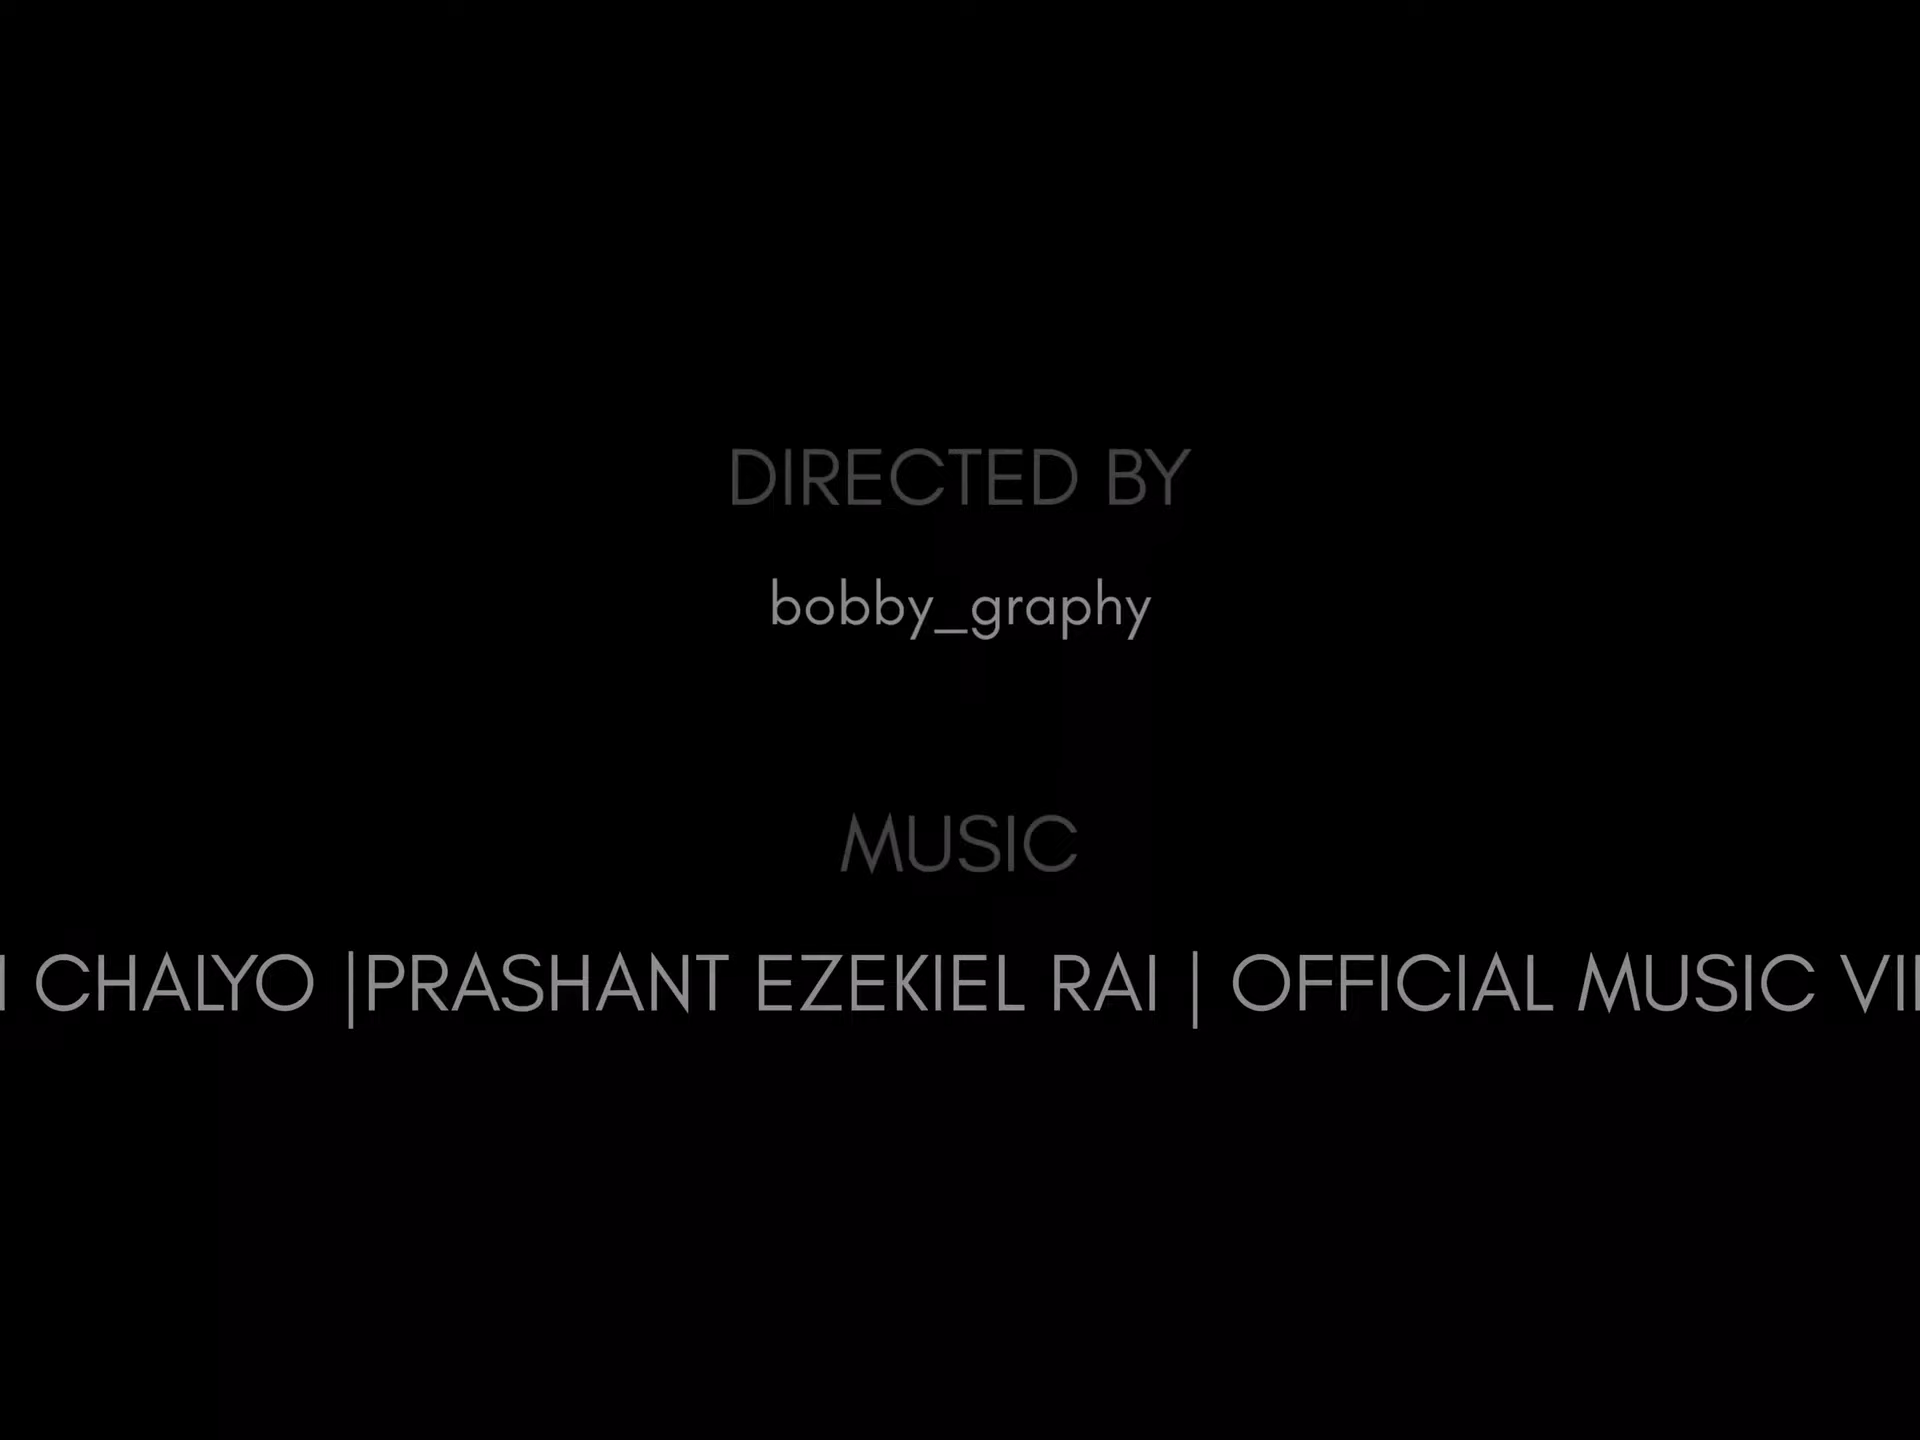 DIRECTED BY
bobby_graphy
MUSIC
CHALYO |PRASHANT EZEKIEL RAI | OFFICIAL MUSIC